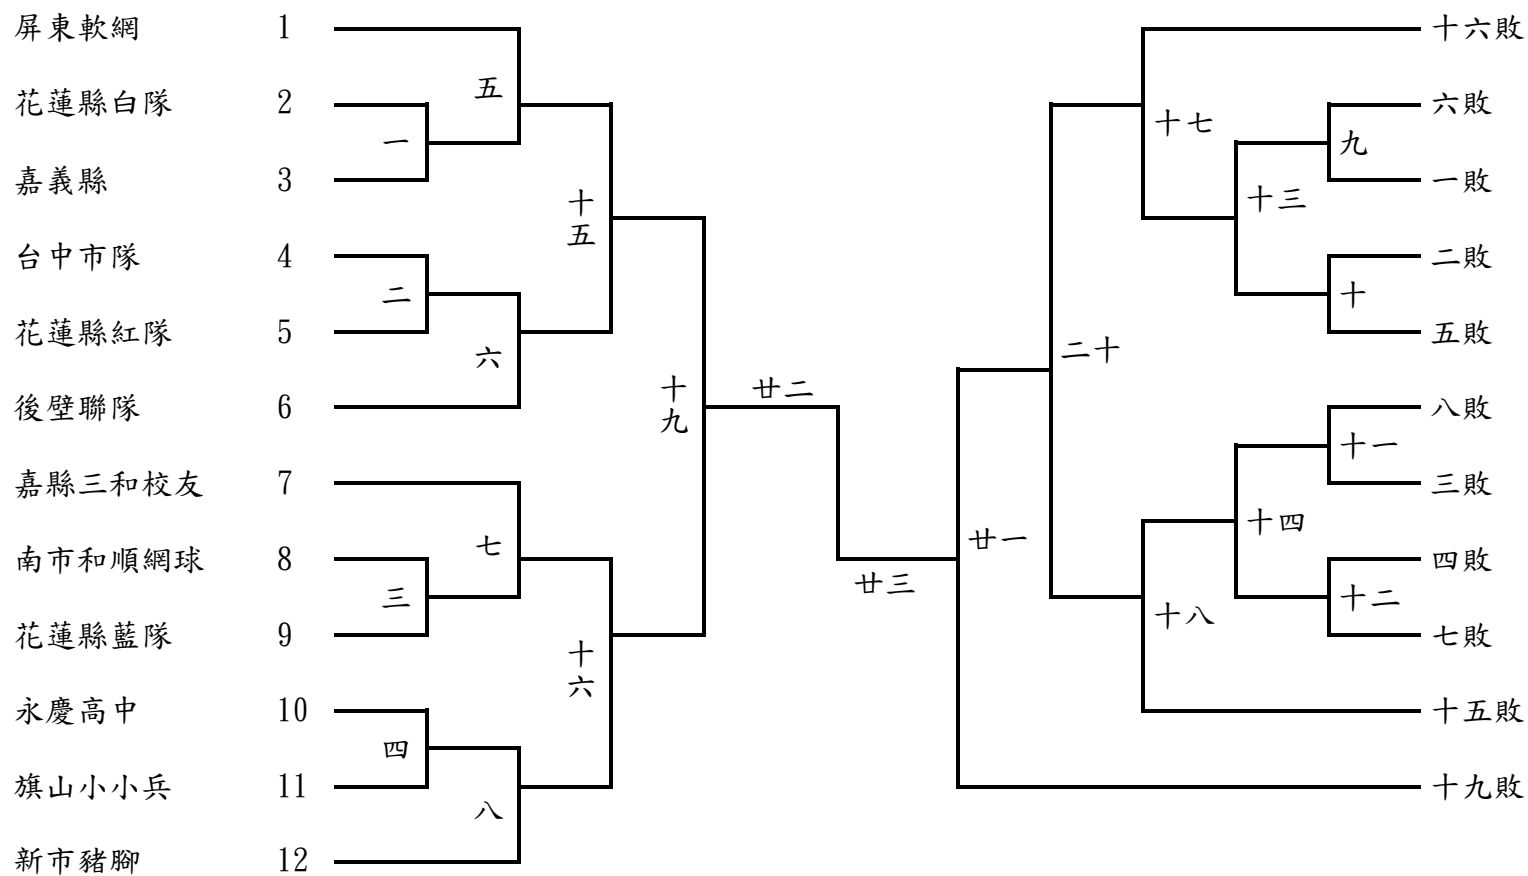 屏東軟網 1 十六敗
五
花蓮縣白隊 2 六敗
十七
一 九
嘉義縣 3 一敗
十五 十三
台中市隊 4 二敗
二 十
花蓮縣紅隊 5 五敗
六 二十
十九 廿二
後壁聯隊 6 八敗
十一
嘉縣三和校友 7 三敗
十四
七 廿一
南市和順網球 8 四敗
廿三
三 十二
十八
花蓮縣藍隊 9 七敗
十六
永慶高中 10 十五敗
四
旗山小小兵 11 十九敗
八
新市豬腳 12